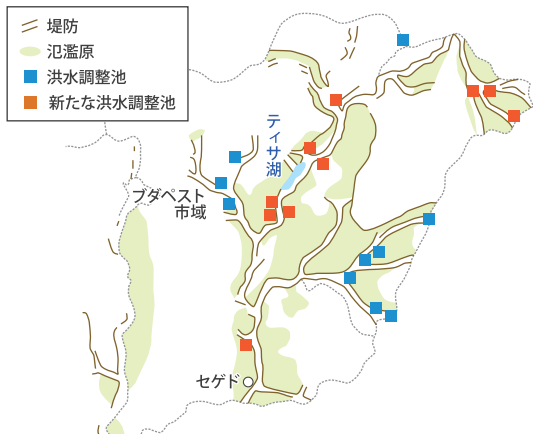 堤防
氾濫原
洪水調整池
新たな洪水調整池
ティサ湖
ブダペスト
市域
セゲド